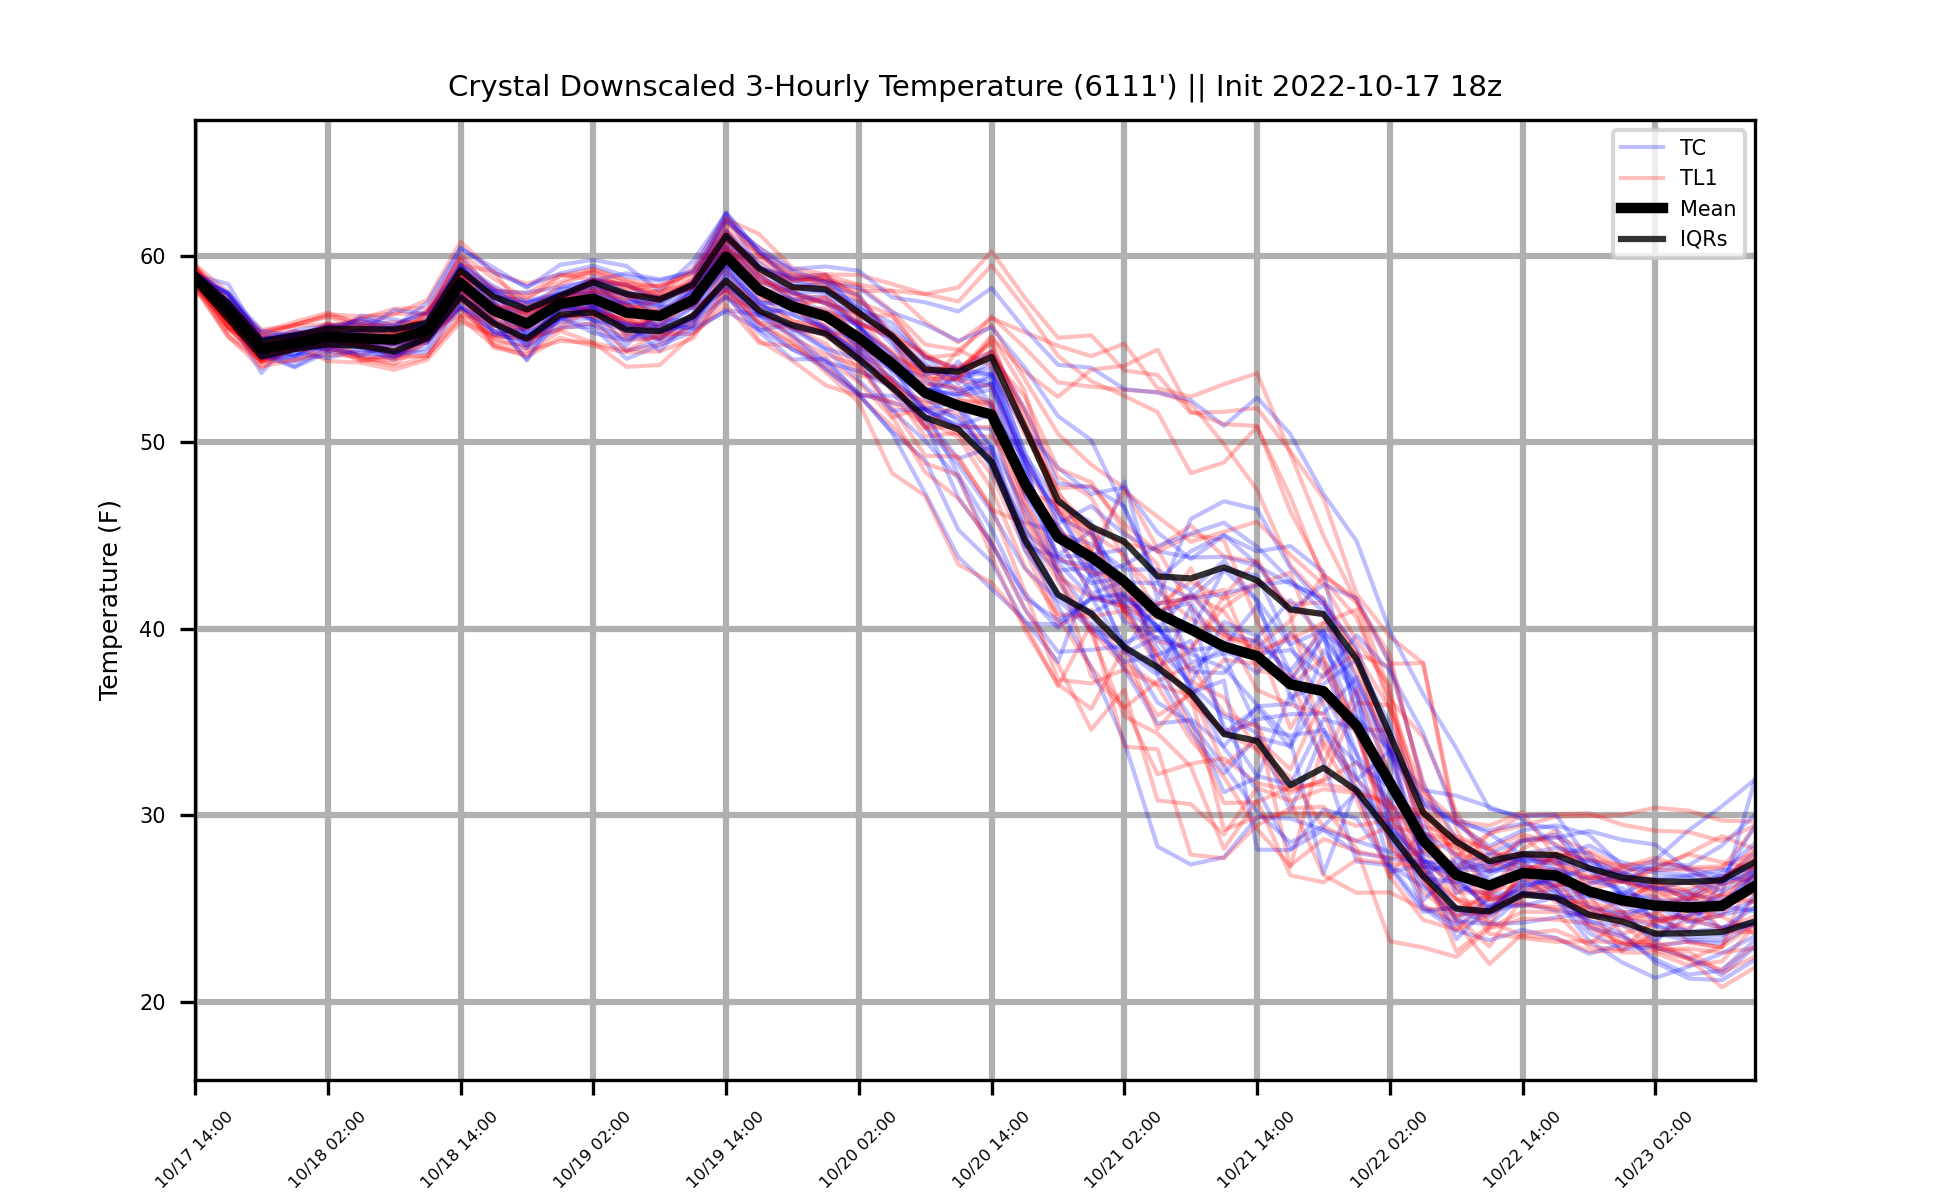 Crystal Downscaled 3-Hourly Temperature (6111') || Init 2022-10-17 18z
TC
TL1
Mean
IQRs
Temperature (F)
60
50
40
30
20
10/17 14:00
10/18 02:00
10/18 14:00
10/19 02:00
10/19 14:00
10/20 02:00
10/20 14:00
10/21 02:00
10/21 14:00
10/22 02:00
10/22 14:00
10/23 02:00